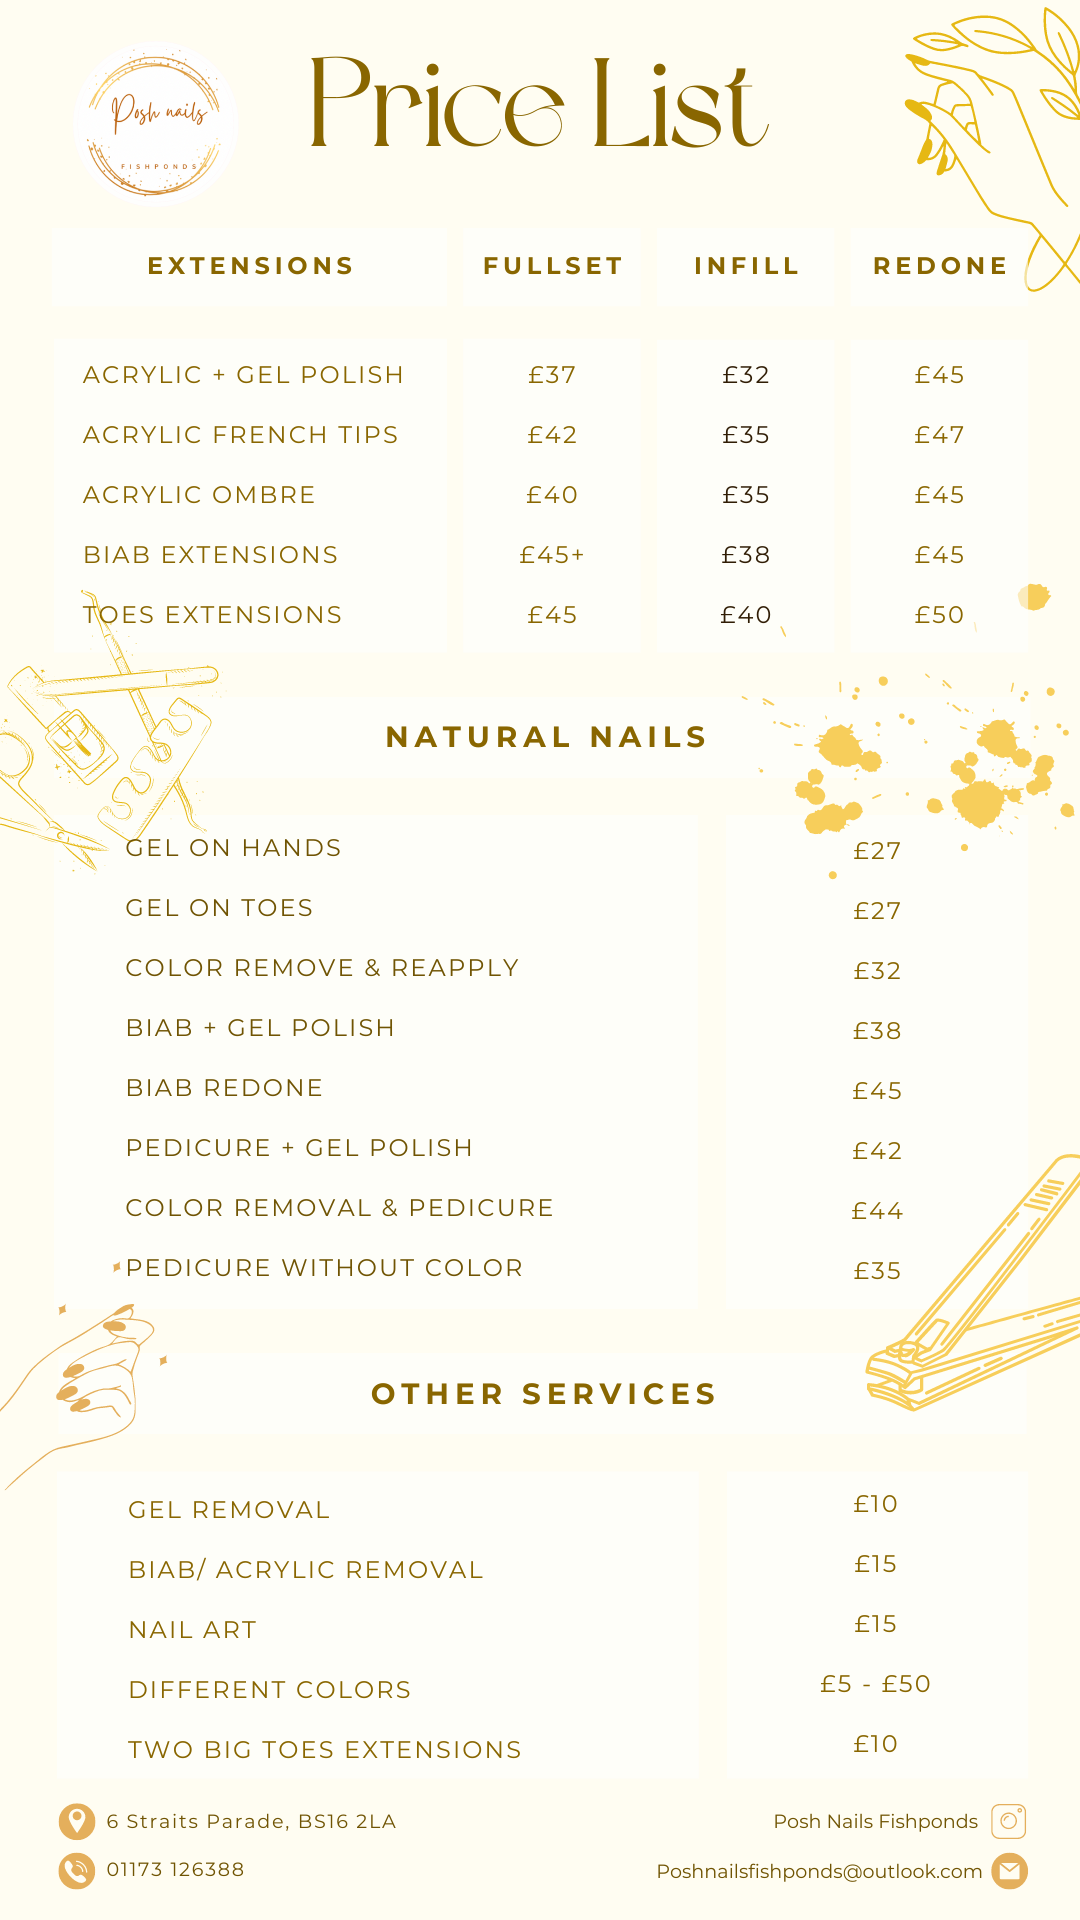 Posh nails
FISHPONDS
Price List
EXTENSIONS FULLSET INFILL REDONE
ACRYLIC + GEL POLISH £37 £32 £45
ACRYLIC FRENCH TIPS £42 £35 £47
ACRYLIC OMBRE £40 £35 £45
BIAB EXTENSIONS £45+ £38 £45
TOES EXTENSIONS £45 £40 £50
NATURAL NAILS
GEL ON HANDS £27
GEL ON TOES £27
COLOR REMOVE & REAPPLY £32
BIAB + GEL POLISH £38
BIAB REDONE £45
PEDICURE + GEL POLISH £42
COLOR REMOVAL & PEDICURE £44
PEDICURE WITHOUT COLOR £35
OTHER SERVICES
GEL REMOVAL £10
BIAB/ ACRYLIC REMOVAL £15
NAIL ART £15
DIFFERENT COLORS £5 - £50
TWO BIG TOES EXTENSIONS £10
6 Straits Parade, BS16 2LA Posh Nails Fishponds
01173 126388 Poshnailsfishponds@outlook.com